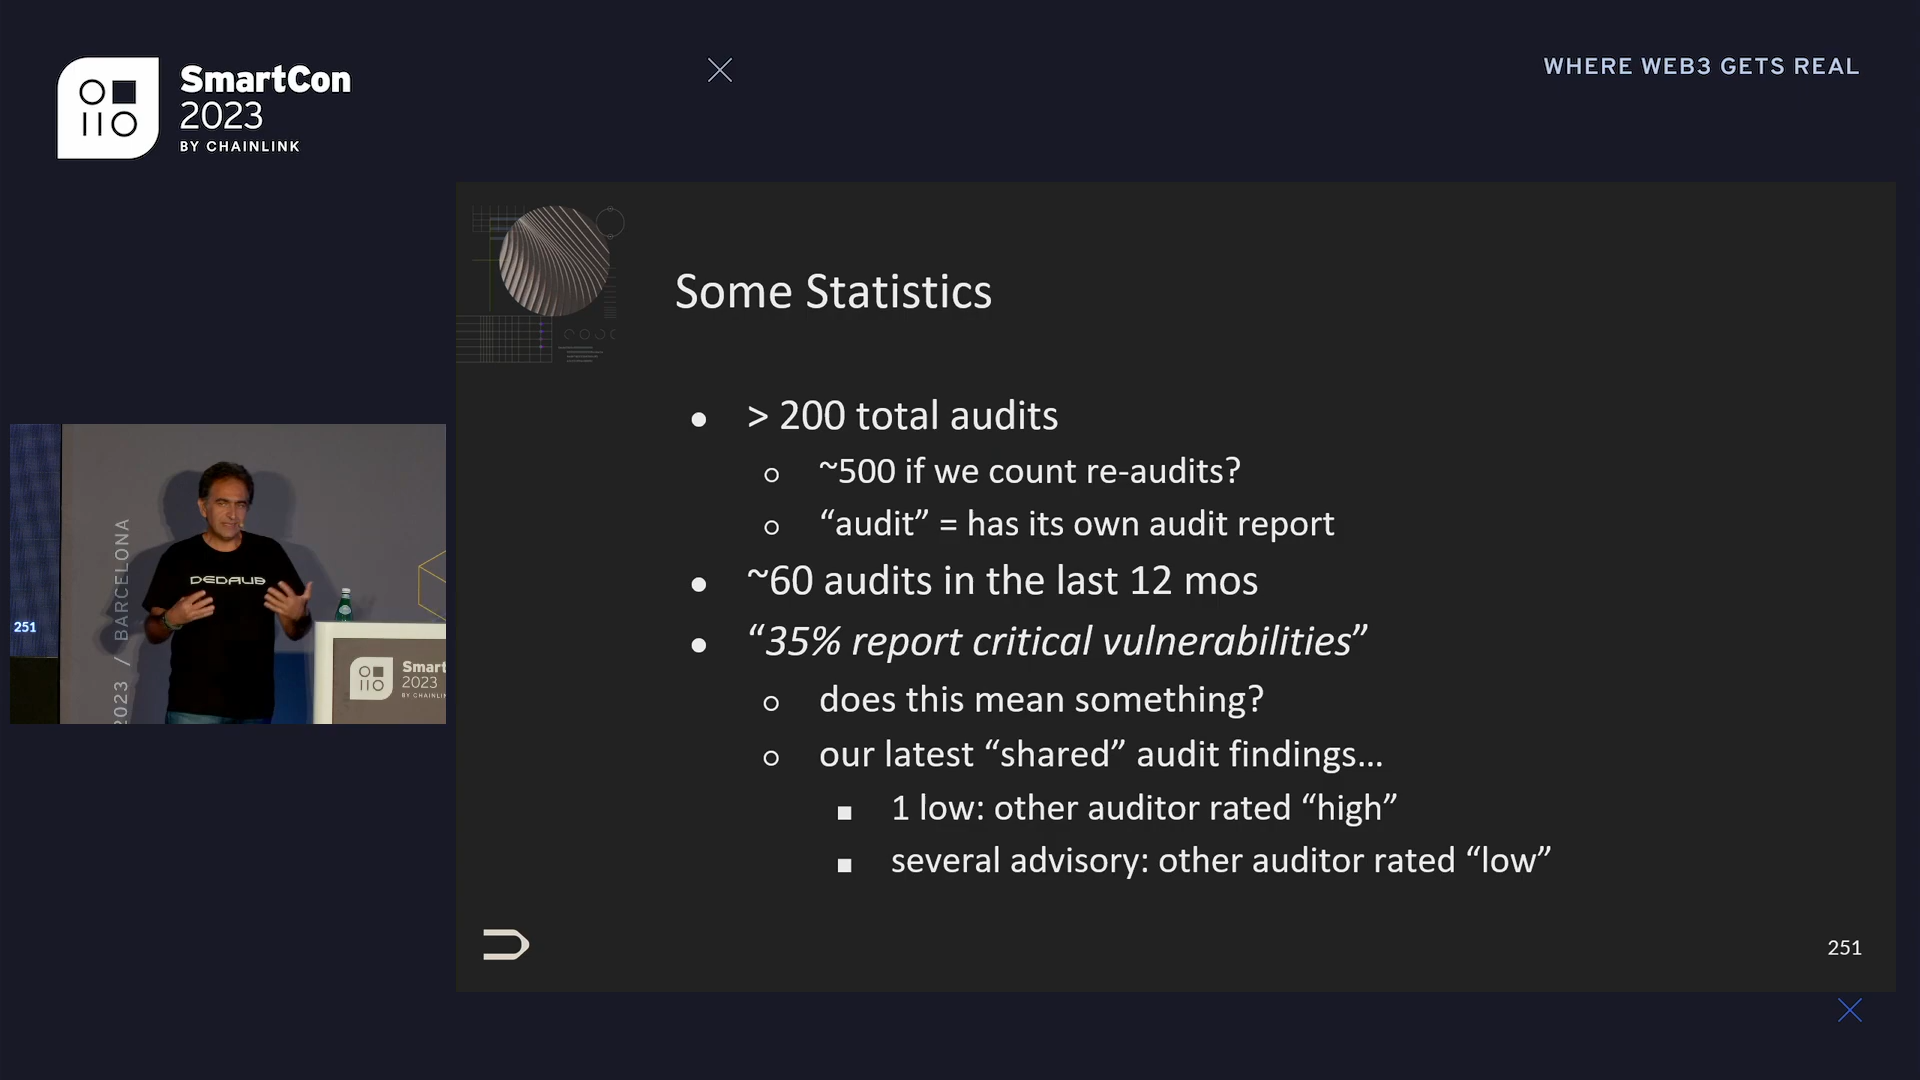 SmartCon
2023
BY CHAINLINK
WHERE WEB3 GETS REAL
Some Statistics
● > 200 total audits
○ ~500 if we count re-audits?
○ “audit” = has its own audit report
● ~60 audits in the last 12 mos
● “35% report critical vulnerabilities”
○ does this mean something?
○ our latest “shared” audit findings...
■ 1 low: other auditor rated “high”
■ several advisory: other auditor rated “low”
251
251
2023 / BARCELONA
DEDAUB
Smart
2023
BY CHAINLIN